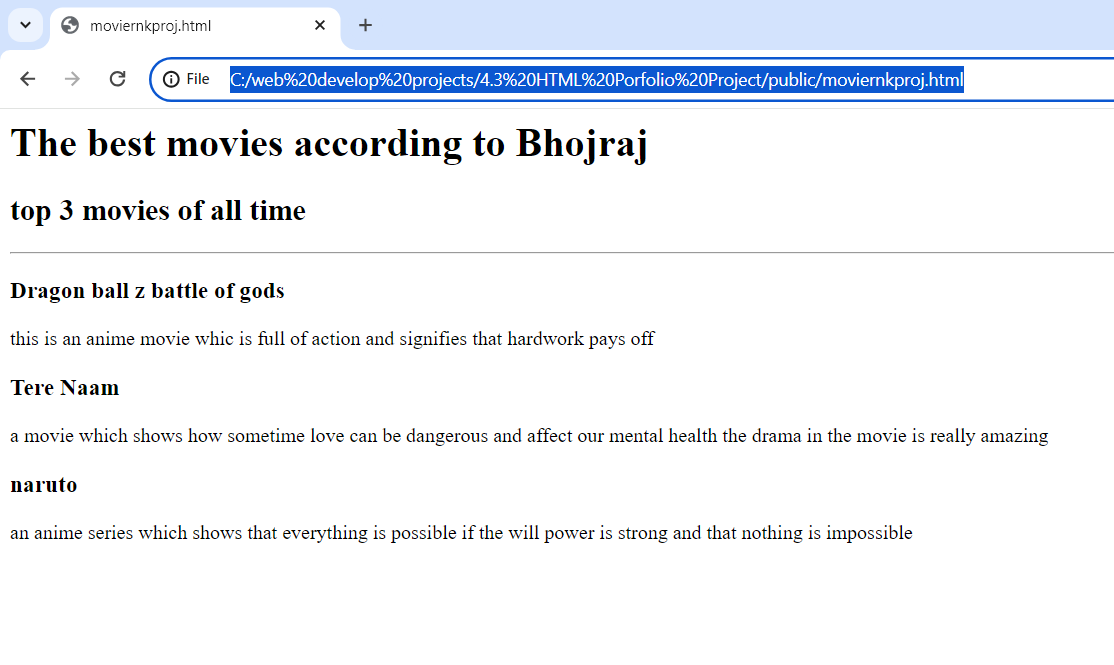 moviernkproj.html
File C:/web%20develop%20projects/4.3%20HTML%20Porfolio%20Project/public/moviernkproj.html
The best movies according to Bhojraj
top 3 movies of all time
Dragon ball z battle of gods
this is an anime movie whic is full of action and signifies that hardwork pays off
Tere Naam
a movie which shows how sometime love can be dangerous and affect our mental health the drama in the movie is really amazing
naruto
an anime series which shows that everything is possible if the will power is strong and that nothing is impossible